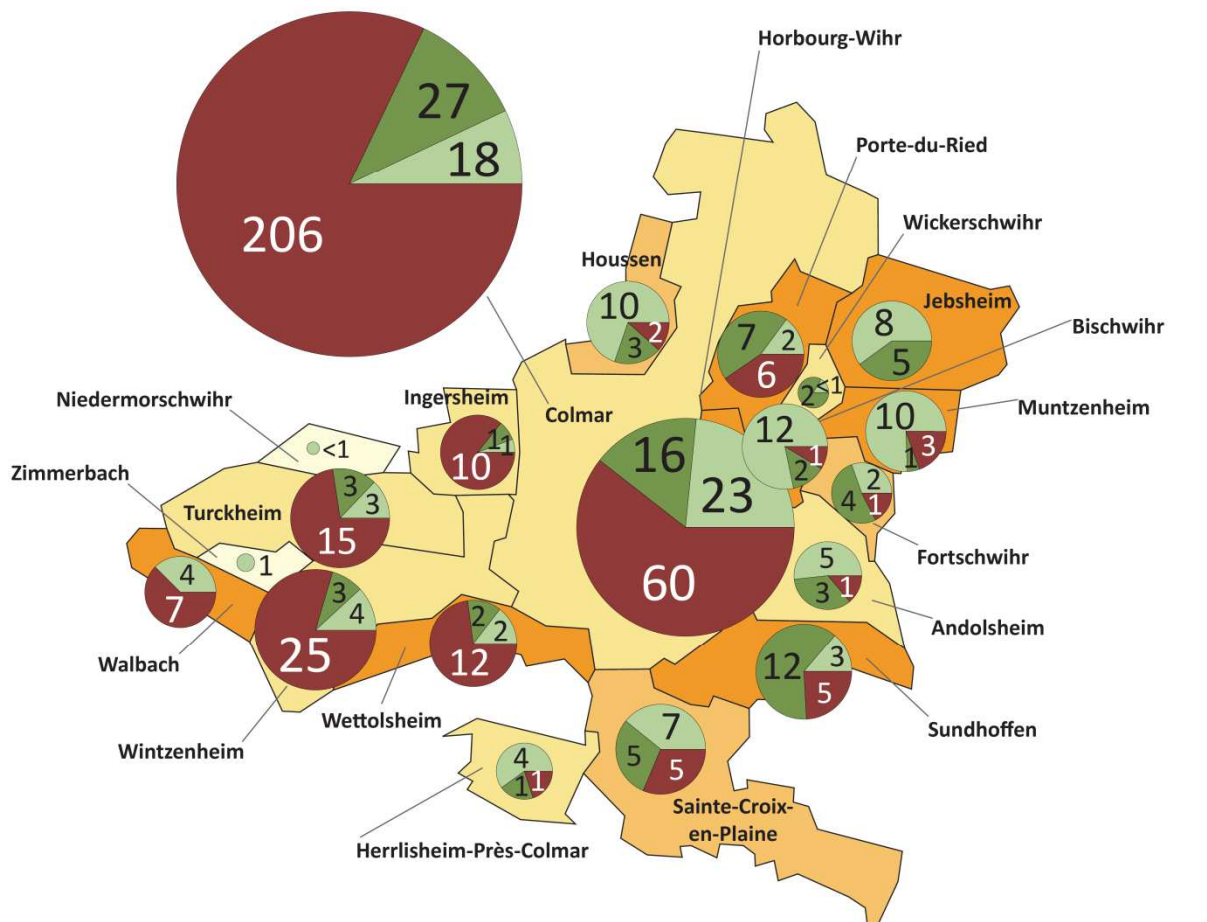 Horbourg-Wihr
27
18
206
Porte-du-Ried
Wickerschwihr
Houssen
10
2
3
Jebsheim
8
5
Bischwihr
7
2
6
<1
2
Niedermorschwihr
<1
Ingersheim
1
1
10
Colmar
16
23
60
12
1
2
10
3
1
Muntzenheim
Zimmerbach
1
Turckheim
3
3
15
2
4
1
Fortschwihr
4
7
Walbach
3
4
25
Wintzenheim
2
2
12
Wettolsheim
5
3
1
Andolsheim
12
3
5
Sundhoffen
4
1
1
Herrlisheim-Près-Colmar
7
5
5
Sainte-Croix-
en-Plaine